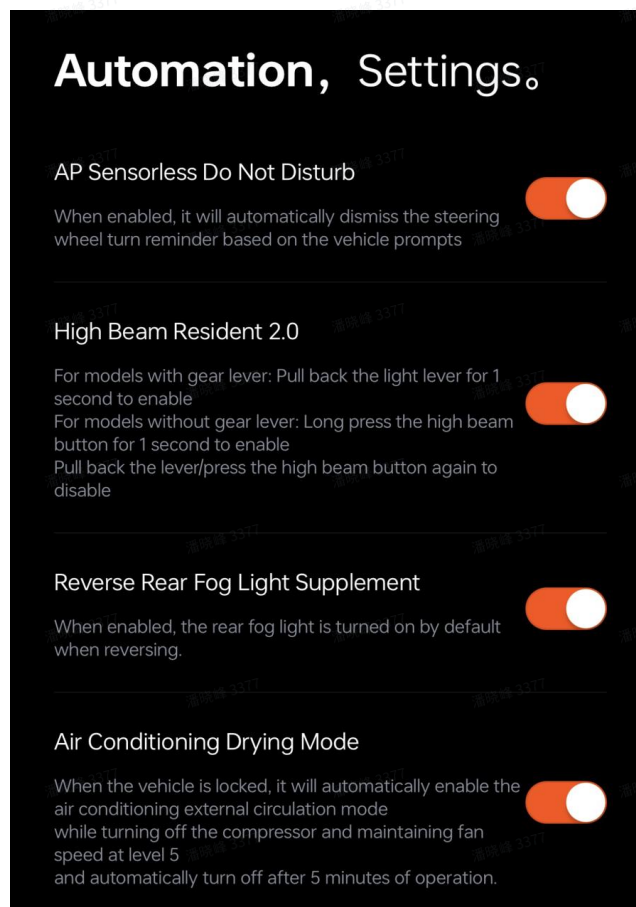 Automation，Settings。
AP Sensorless Do Not Disturb
When enabled, it will automatically dismiss the steering
wheel turn reminder based on the vehicle prompts
High Beam Resident 2.0
For models with gear lever: Pull back the light lever for 1
second to enable
For models without gear lever: Long press the high beam
button for 1 second to enable
Pull back the lever/press the high beam button again to
disable
Reverse Rear Fog Light Supplement
When enabled, the rear fog light is turned on by default
when reversing.
Air Conditioning Drying Mode
When the vehicle is locked, it will automatically enable the
air conditioning external circulation mode
while turning off the compressor and maintaining fan
speed at level 5
and automatically turn off after 5 minutes of operation.
潘晓峰 3377